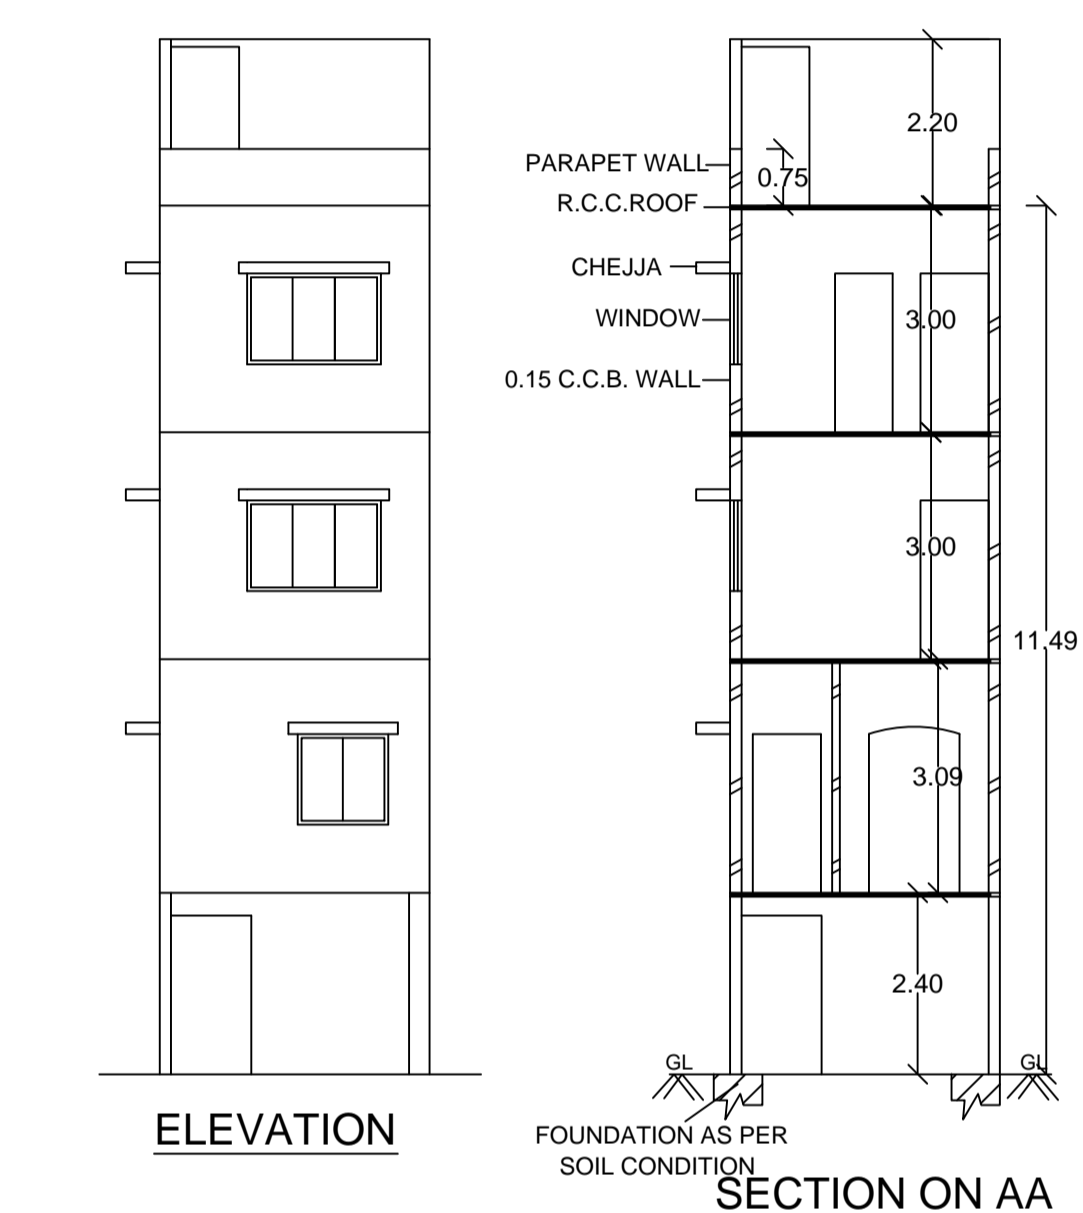 2.20
PARAPET WALL
0.75
R.C.C.ROOF
CHEJJA
WINDOW
3.00
0.15 C.C.B. WALL
3.00
11.49
3.09
2.40
GL
GL
ELEVATION
FOUNDATION AS PER
SOIL CONDITION
SECTION ON AA